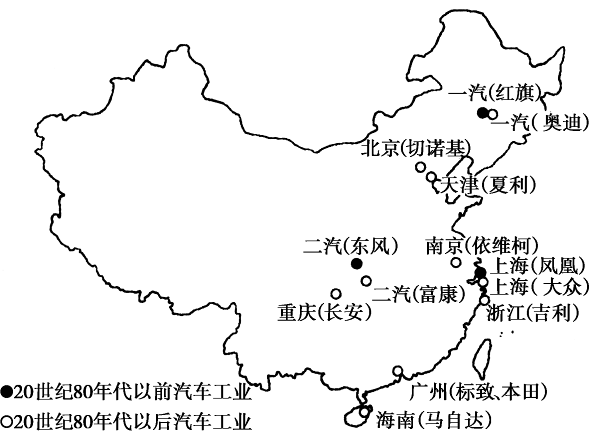 一汽(红旗)
一汽(奥迪)
北京(切诺基)
天津(夏利)
二汽(东风)
南京(依维柯)
上海(凤凰)
上海(大众)
二汽(富康)
重庆(长安)
浙江(吉利)
●20世纪80年代以前汽车工业
广州(标致、本田)
○20世纪80年代以后汽车工业
海南(马自达)